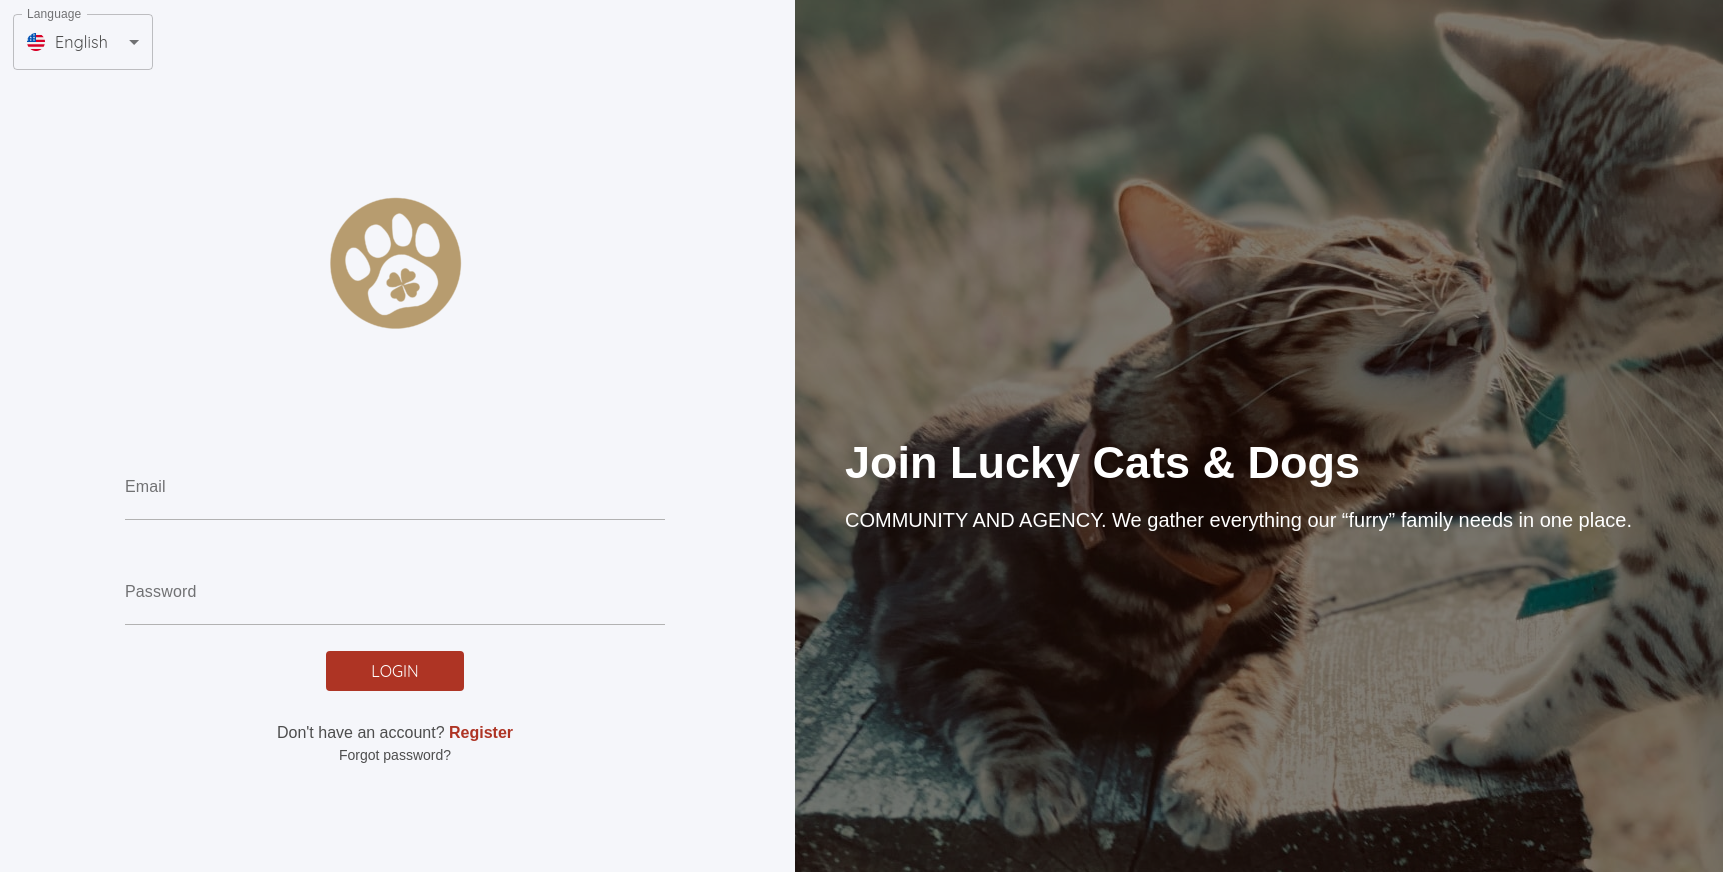 Language
English
Email
Password
LOGIN
Don't have an account? Register
Forgot password?
Join Lucky Cats & Dogs
COMMUNITY AND AGENCY. We gather everything our “furry” family needs in one place.